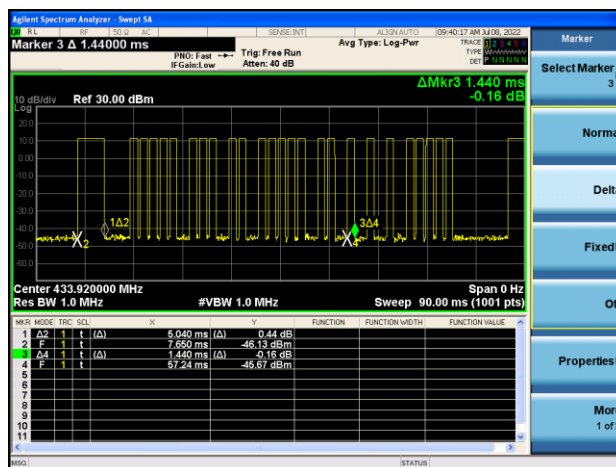 Agilent Spectrum Analyzer - Swept SA
RL RF 50 Ω AC SENSE:INT ALIGN AUTO 09:40:17 AM Jul 08, 2022
Marker 3 Δ 1.44000 ms
PNO: Fast
IFGain:Low
Trig: Free Run
Atten: 40 dB
Avg Type: Log-Pwr
TRACE 1 2 3 4 5 6
TYPE
DET P N N N N N
ΔMkr3 1.440 ms
-0.16 dB
10 dB/div Ref 30.00 dBm
Log
20.0
10.0
0.00
-10.0
-20.0
-30.0
-40.0
-50.0
-60.0
1Δ2
2
3Δ4
4
Center 433.920000 MHz Span 0 Hz
Res BW 1.0 MHz #VBW 1.0 MHz Sweep 90.00 ms (1001 pts)
MKR MODE TRC SCL X Y FUNCTION FUNCTION WIDTH FUNCTION VALUE
1 Δ2 1 t (Δ) 5.040 ms (Δ) 0.44 dB
2 F 1 t 7.650 ms -46.13 dBm
3 Δ4 1 t (Δ) 1.440 ms (Δ) -0.16 dB
4 F 1 t 57.24 ms -45.67 dBm
5
6
7
8
9
10
11
MSG STATUS
Marker
Select Marker
3
Norma
Delt
Fixed
Of
Properties
Mor
1 of